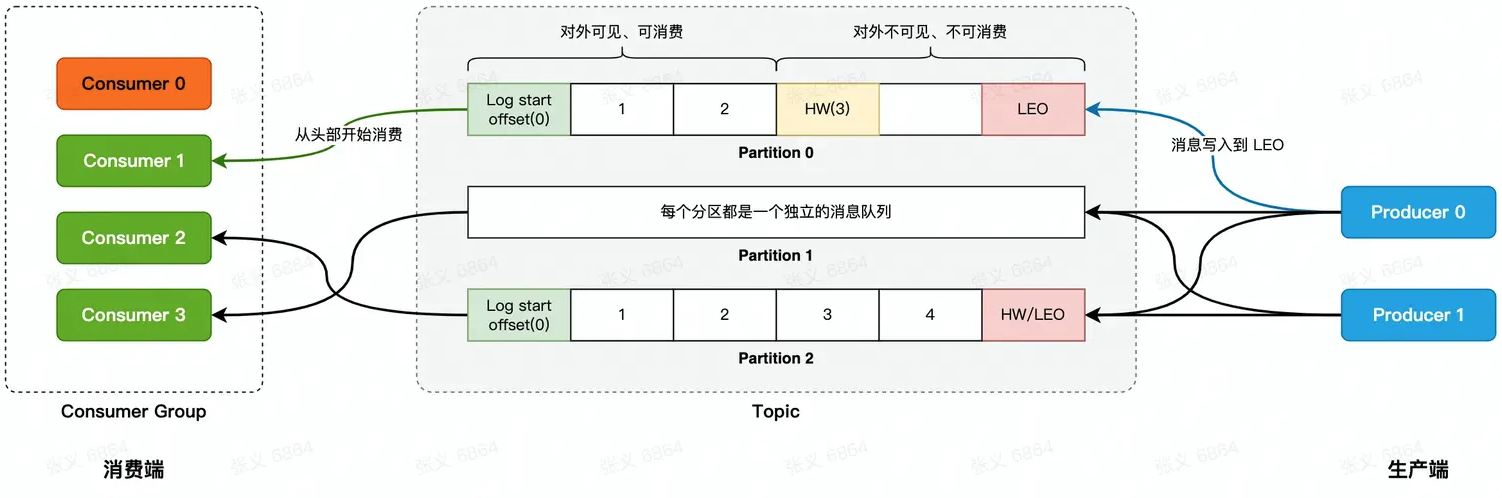 对外可见、可消费
对外不可见、不可消费
Consumer 0
Log start
offset(0)
1
2
HW(3)
LEO
从头部开始消费
消息写入到 LEO
Consumer 1
Partition 0
每个分区都是一个独立的消息队列
Producer 0
Consumer 2
Partition 1
Consumer 3
Log start
offset(0)
1
2
3
4
HW/LEO
Producer 1
Partition 2
Consumer Group
Topic
消费端
生产端
张义 6864